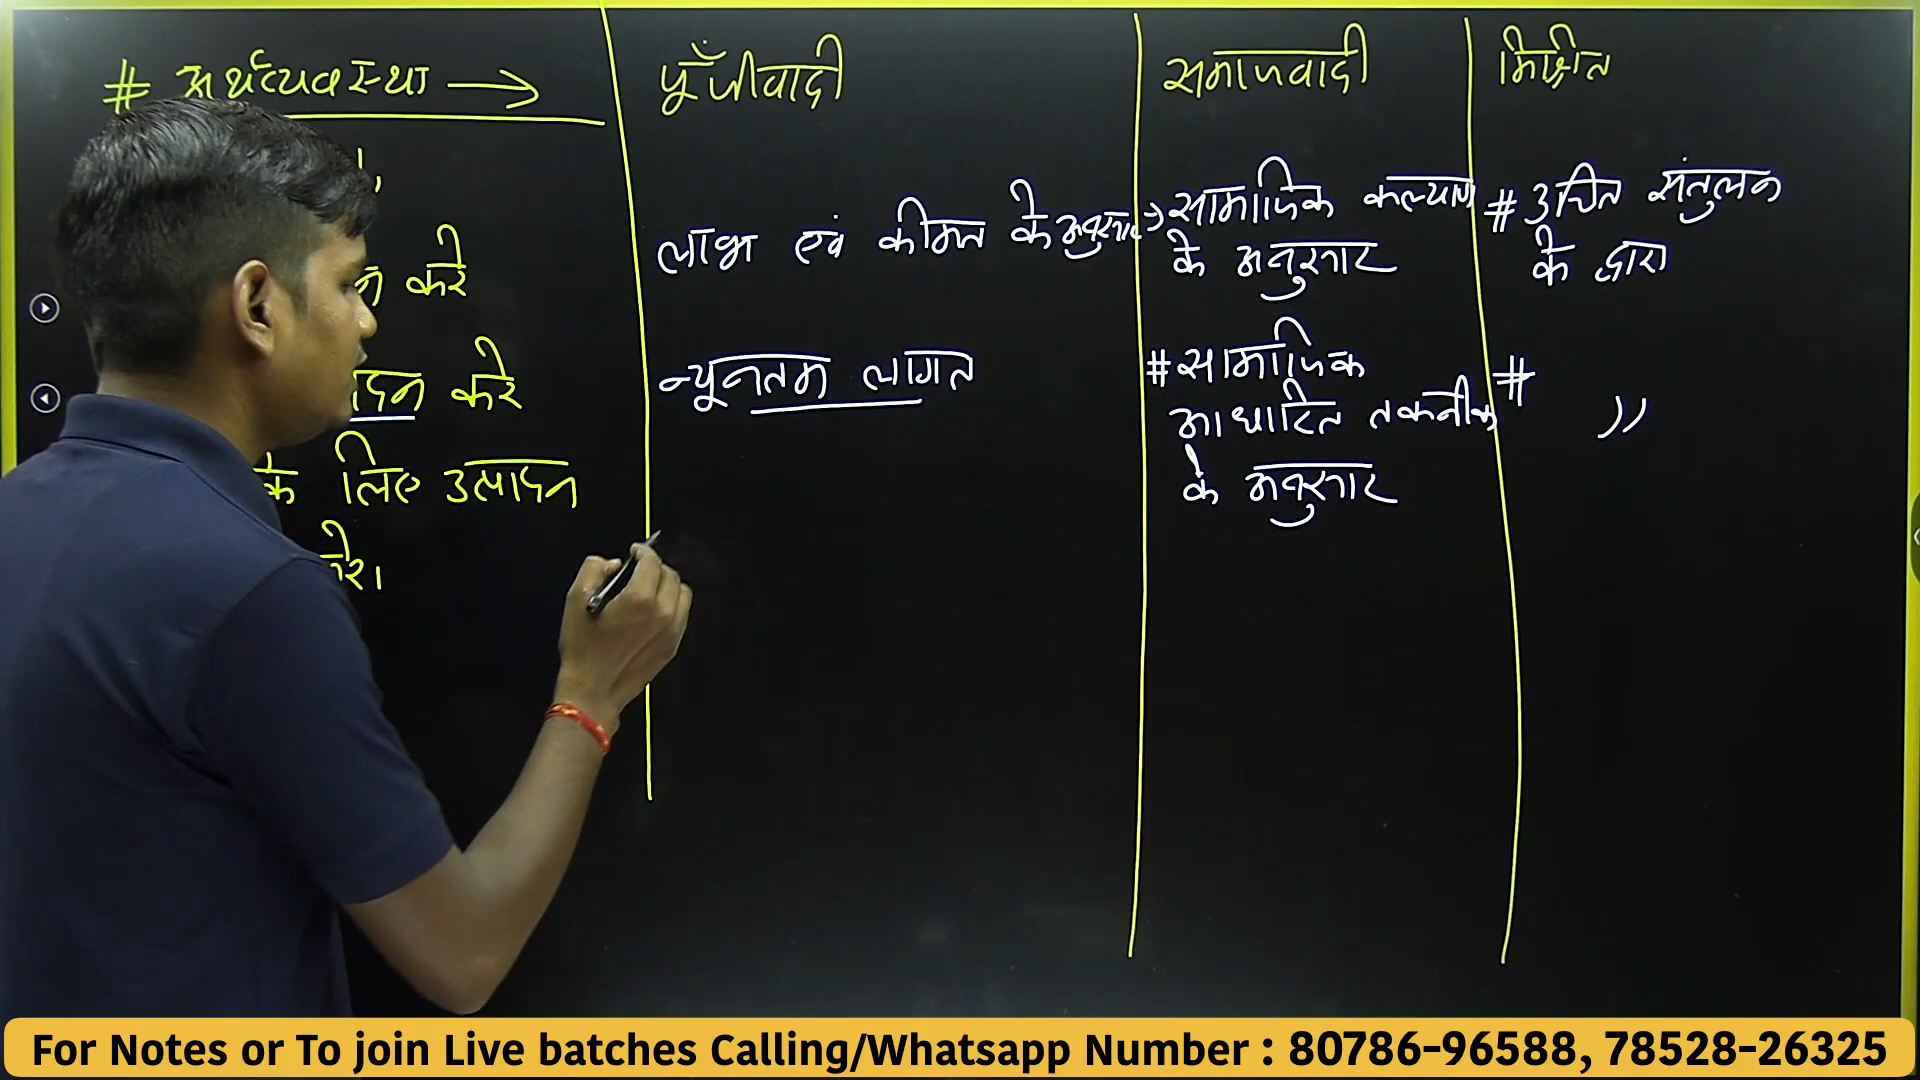 # अर्थव्यवस्था → पूँजीवादी समाजवादी मिश्रित
करे
लाभ एवं कीमत के अनुसार
सामाजिक कल्याण
के अनुसार
# उचित संतुलन
के द्वारा
करे
न्यूनतम लागत
# सामाजिक
आधारित तकनीक
के अनुसार
# ))
के लिए उत्पादन
For Notes or To join Live batches Calling/Whatsapp Number : 80786-96588, 78528-26325